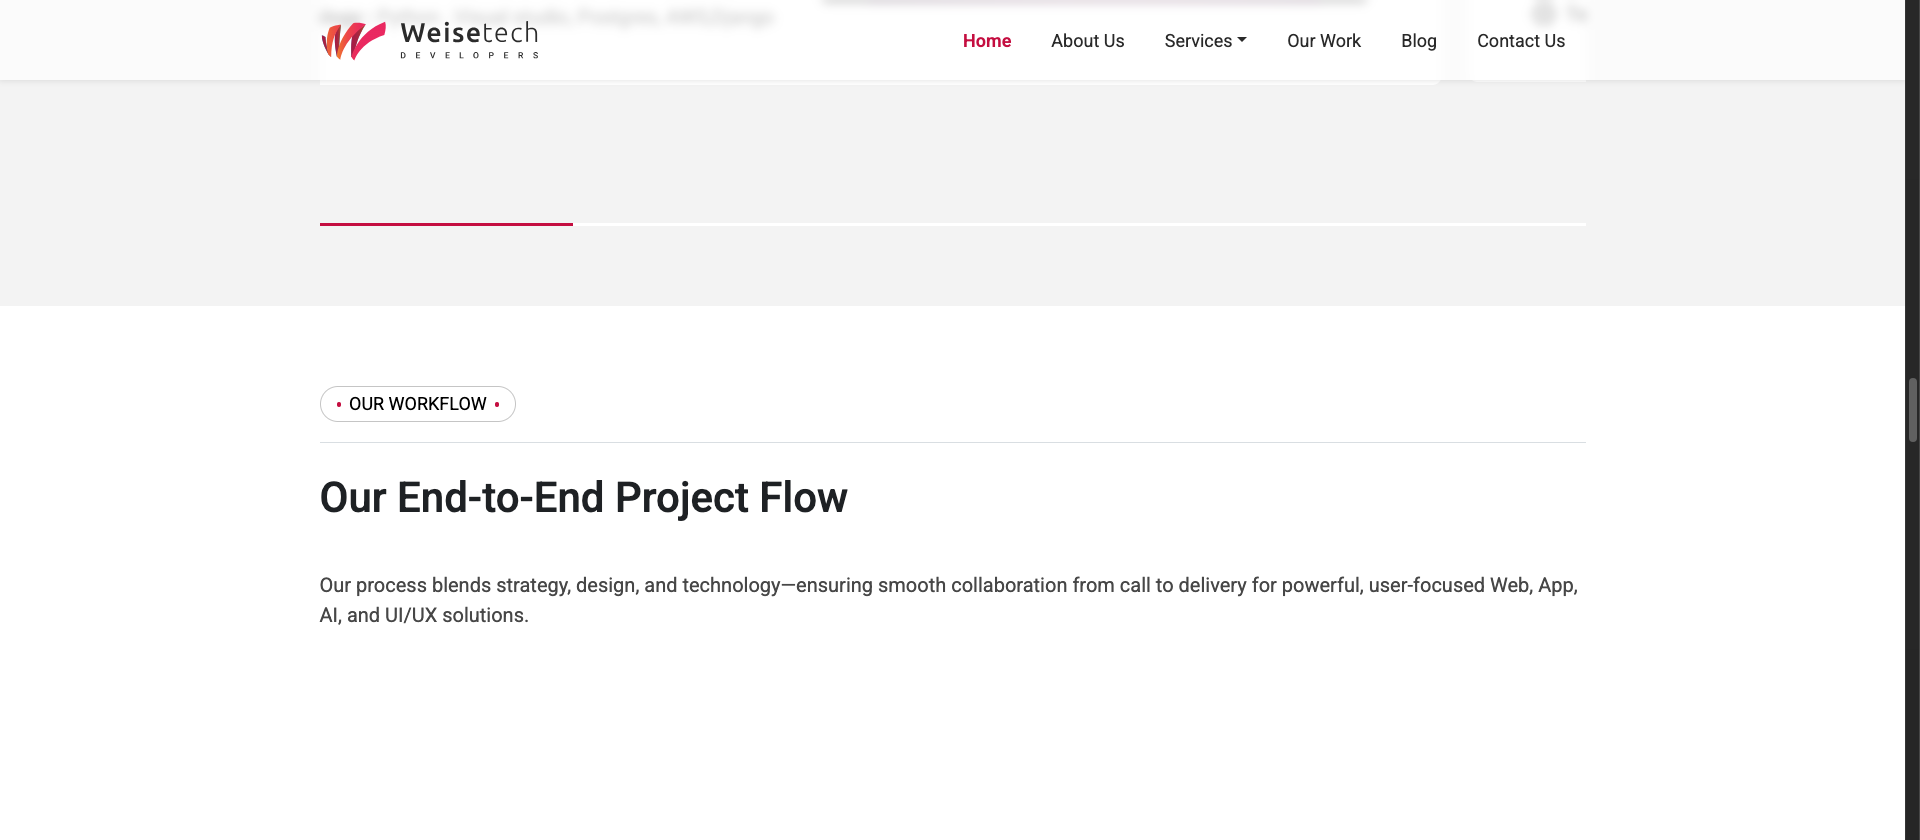 Weisetech
DEVELOPERS
Home
About Us
Services
Our Work
Blog
Contact Us
• OUR WORKFLOW •
Our End-to-End Project Flow
Our process blends strategy, design, and technology—ensuring smooth collaboration from call to delivery for powerful, user-focused Web, App,
AI, and UI/UX solutions.